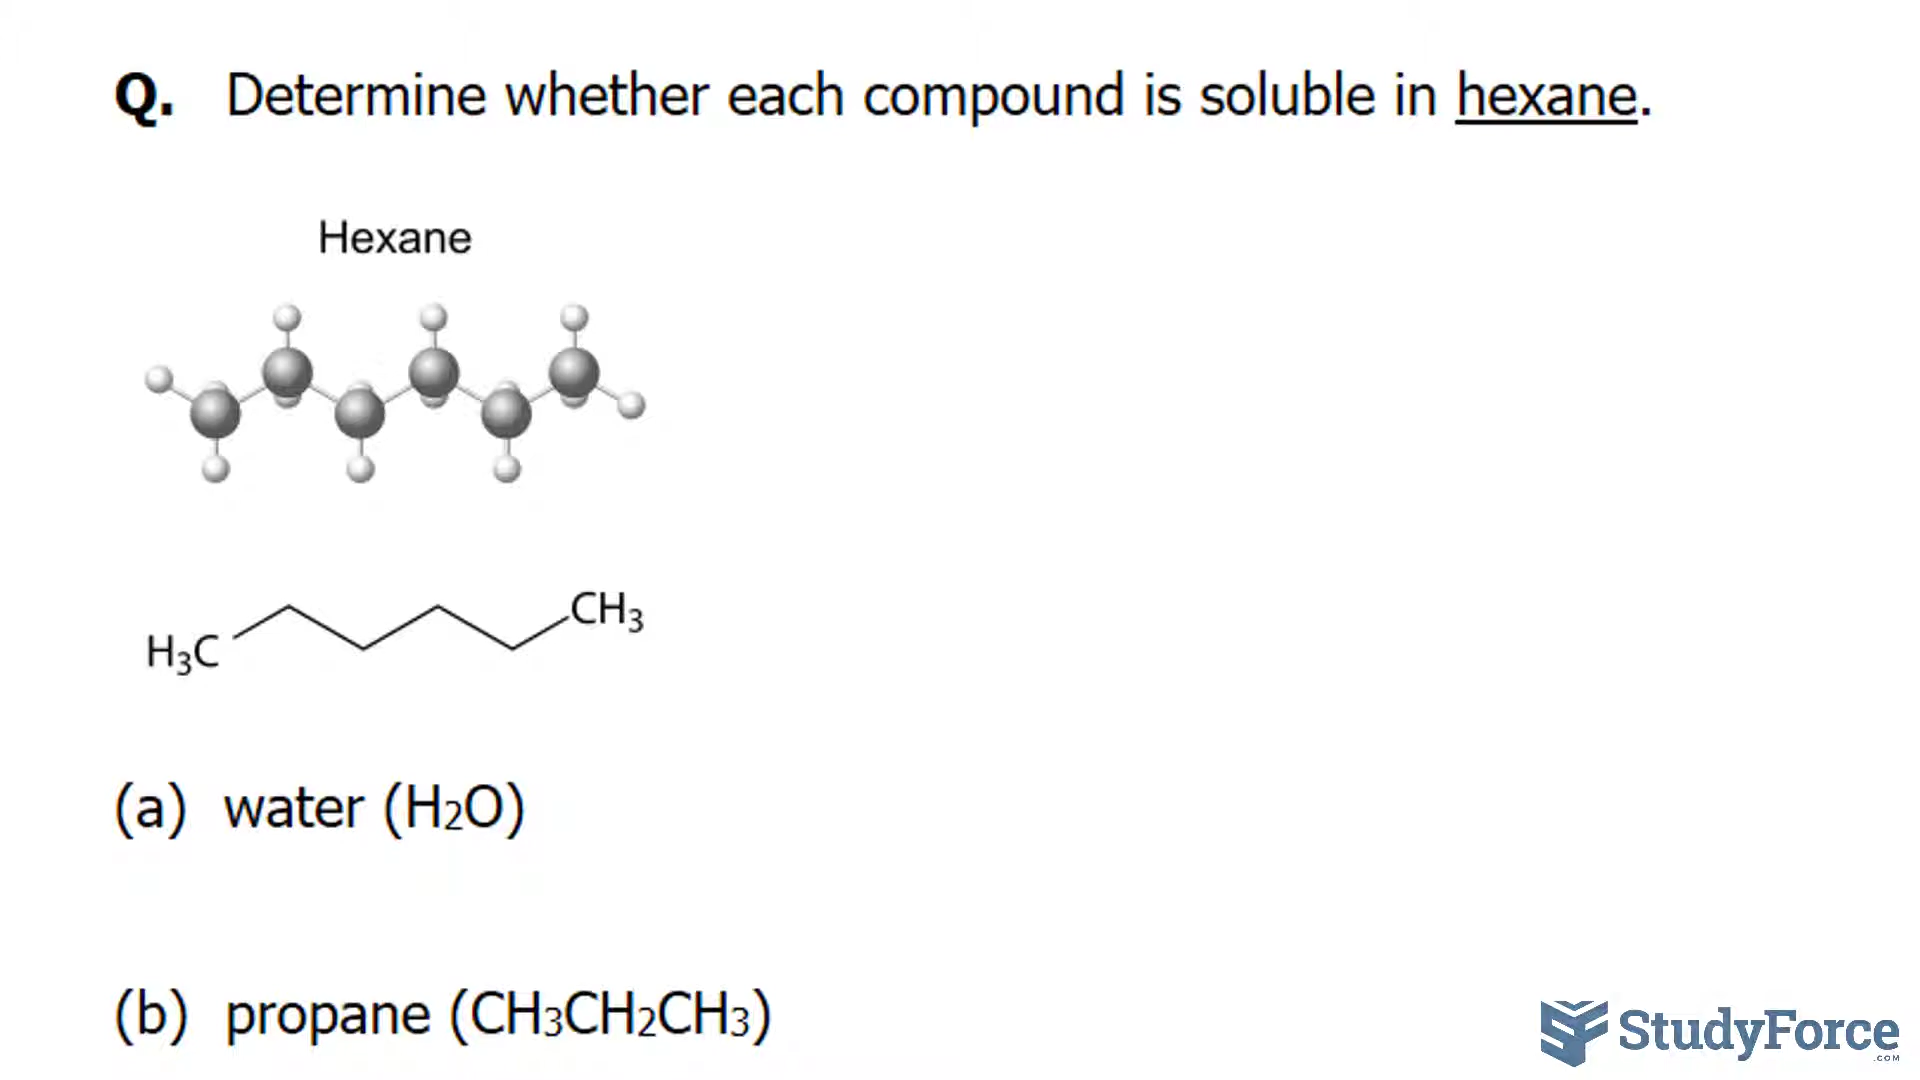 Q. Determine whether each compound is soluble in hexane.
Hexane
H₃C CH₃
(a) water (H₂O)
(b) propane (CH₃CH₂CH₃)
StudyForce
.COM